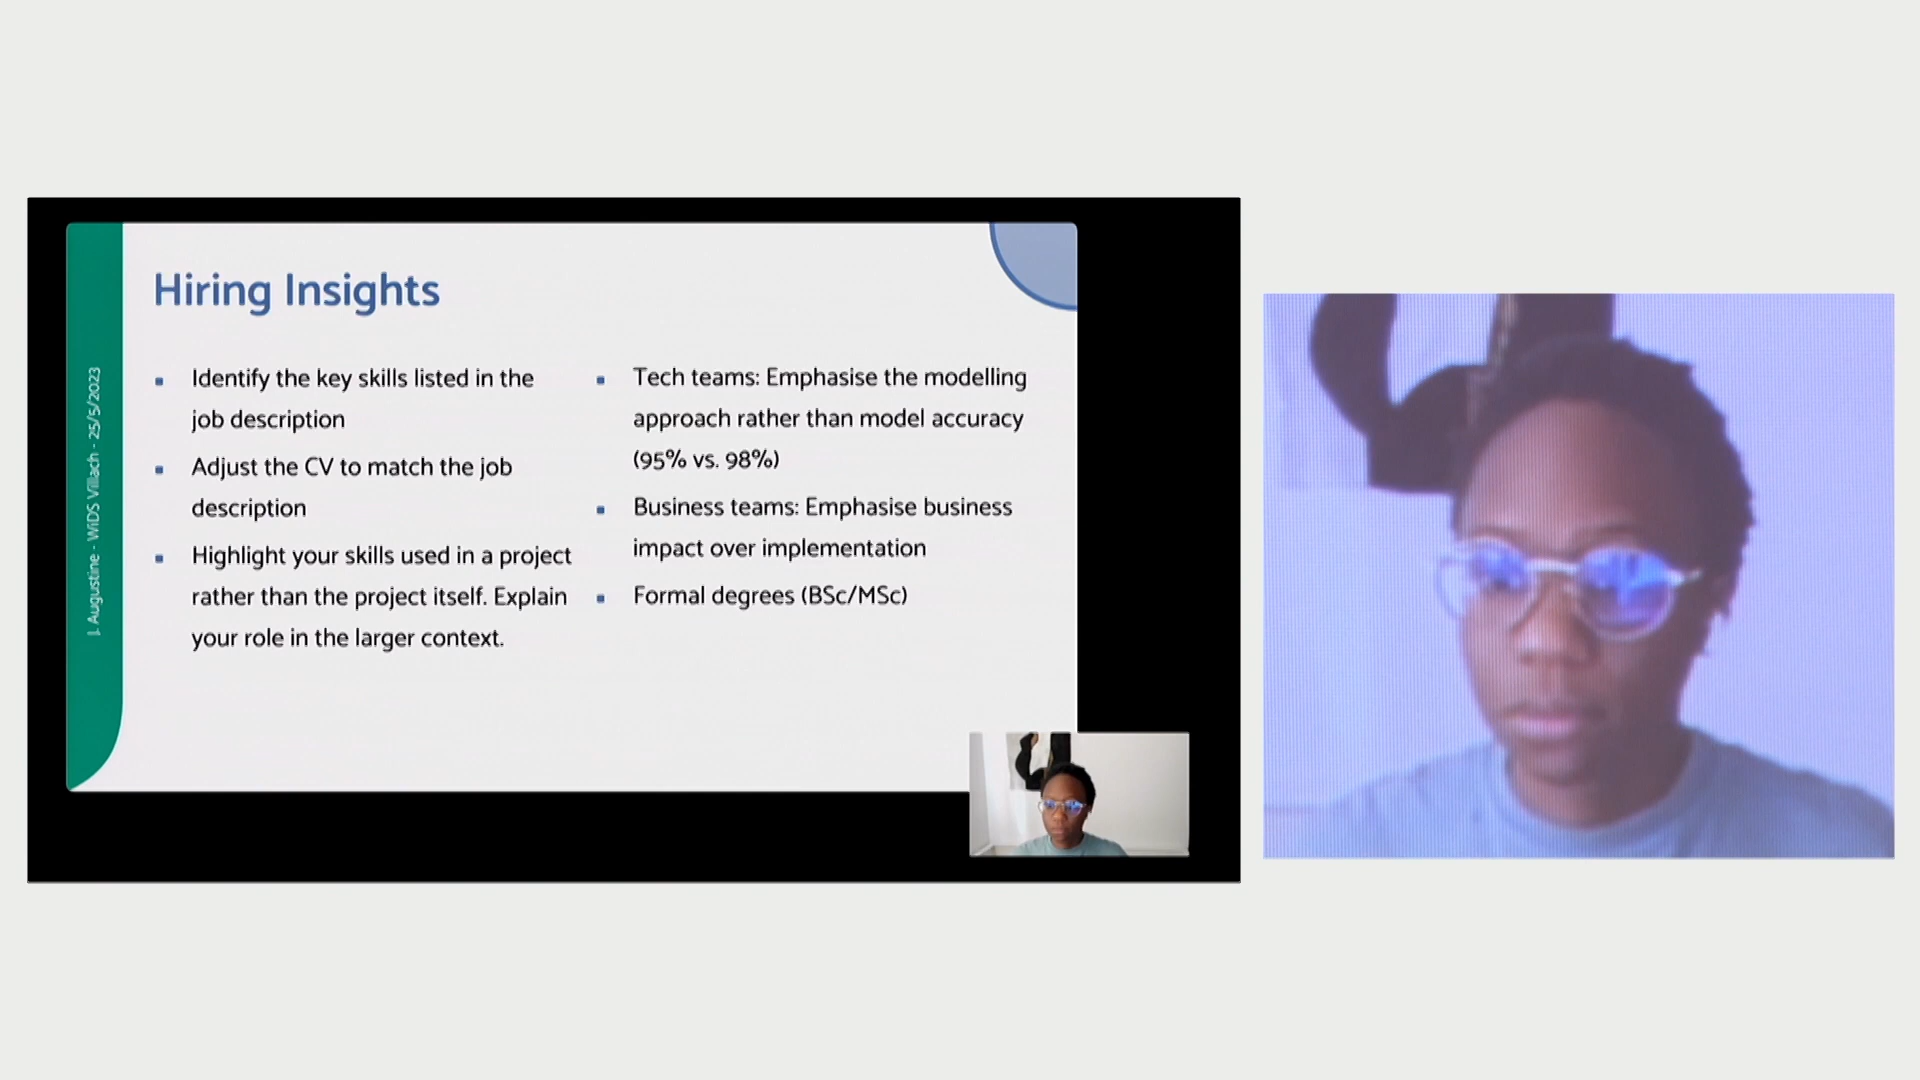 Hiring Insights
Identify the key skills listed in the
job description
Adjust the CV to match the job
description
Highlight your skills used in a project
rather than the project itself. Explain
your role in the larger context.
Tech teams: Emphasise the modelling
approach rather than model accuracy
(95% vs. 98%)
Business teams: Emphasise business
impact over implementation
Formal degrees (BSc/MSc)
J. Augustine - WiDS Villach - 25/5/2023